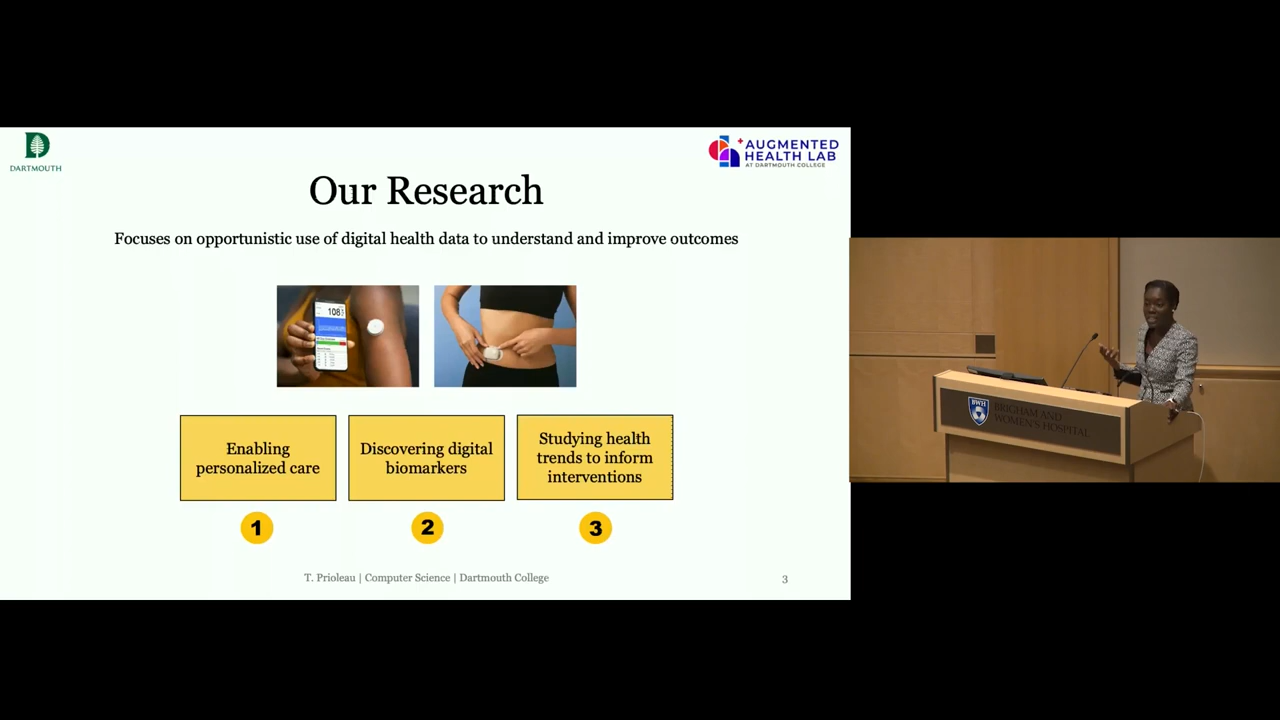 DARTMOUTH
AUGMENTED
HEALTH LAB
AT DARTMOUTH COLLEGE
Our Research
Focuses on opportunistic use of digital health data to understand and improve outcomes
108
Enabling
personalized care
Discovering digital
biomarkers
Studying health
trends to inform
interventions
1
2
3
T. Prioleau | Computer Science | Dartmouth College
3
BWH
BRIGHAM AND
WOMEN'S HOSPITAL